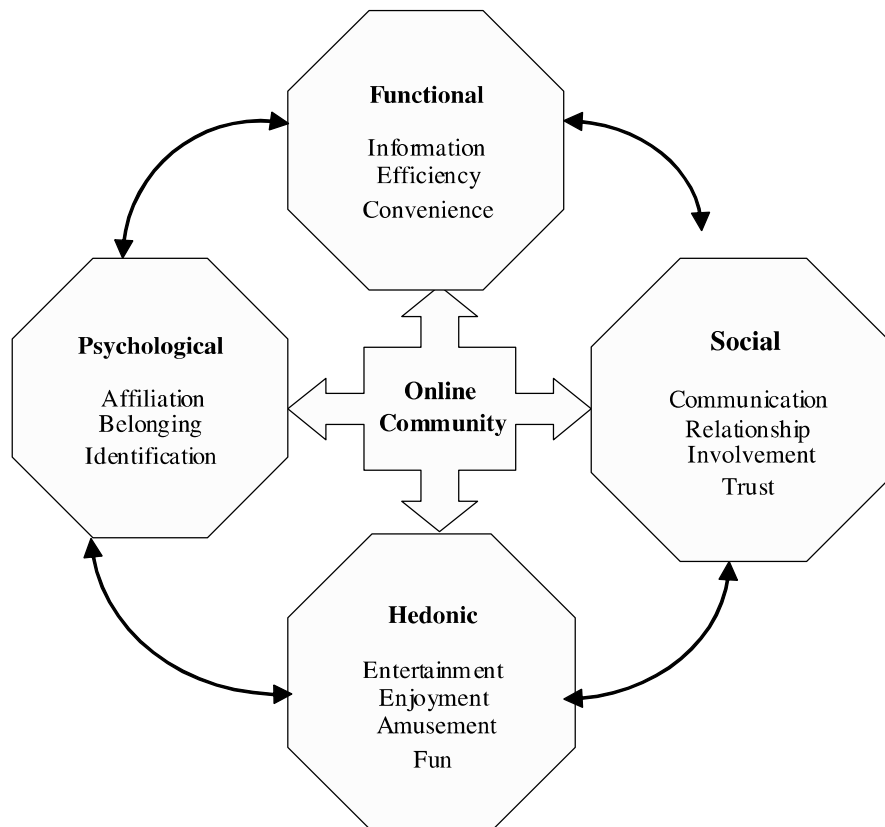 Functional
Information
Efficiency
Convenience
Psychological
Affiliation
Belonging
Identification
Online
Community
Social
Communication
Relationship
Involvement
Trust
Hedonic
Entertainment
Enjoyment
Amusement
Fun